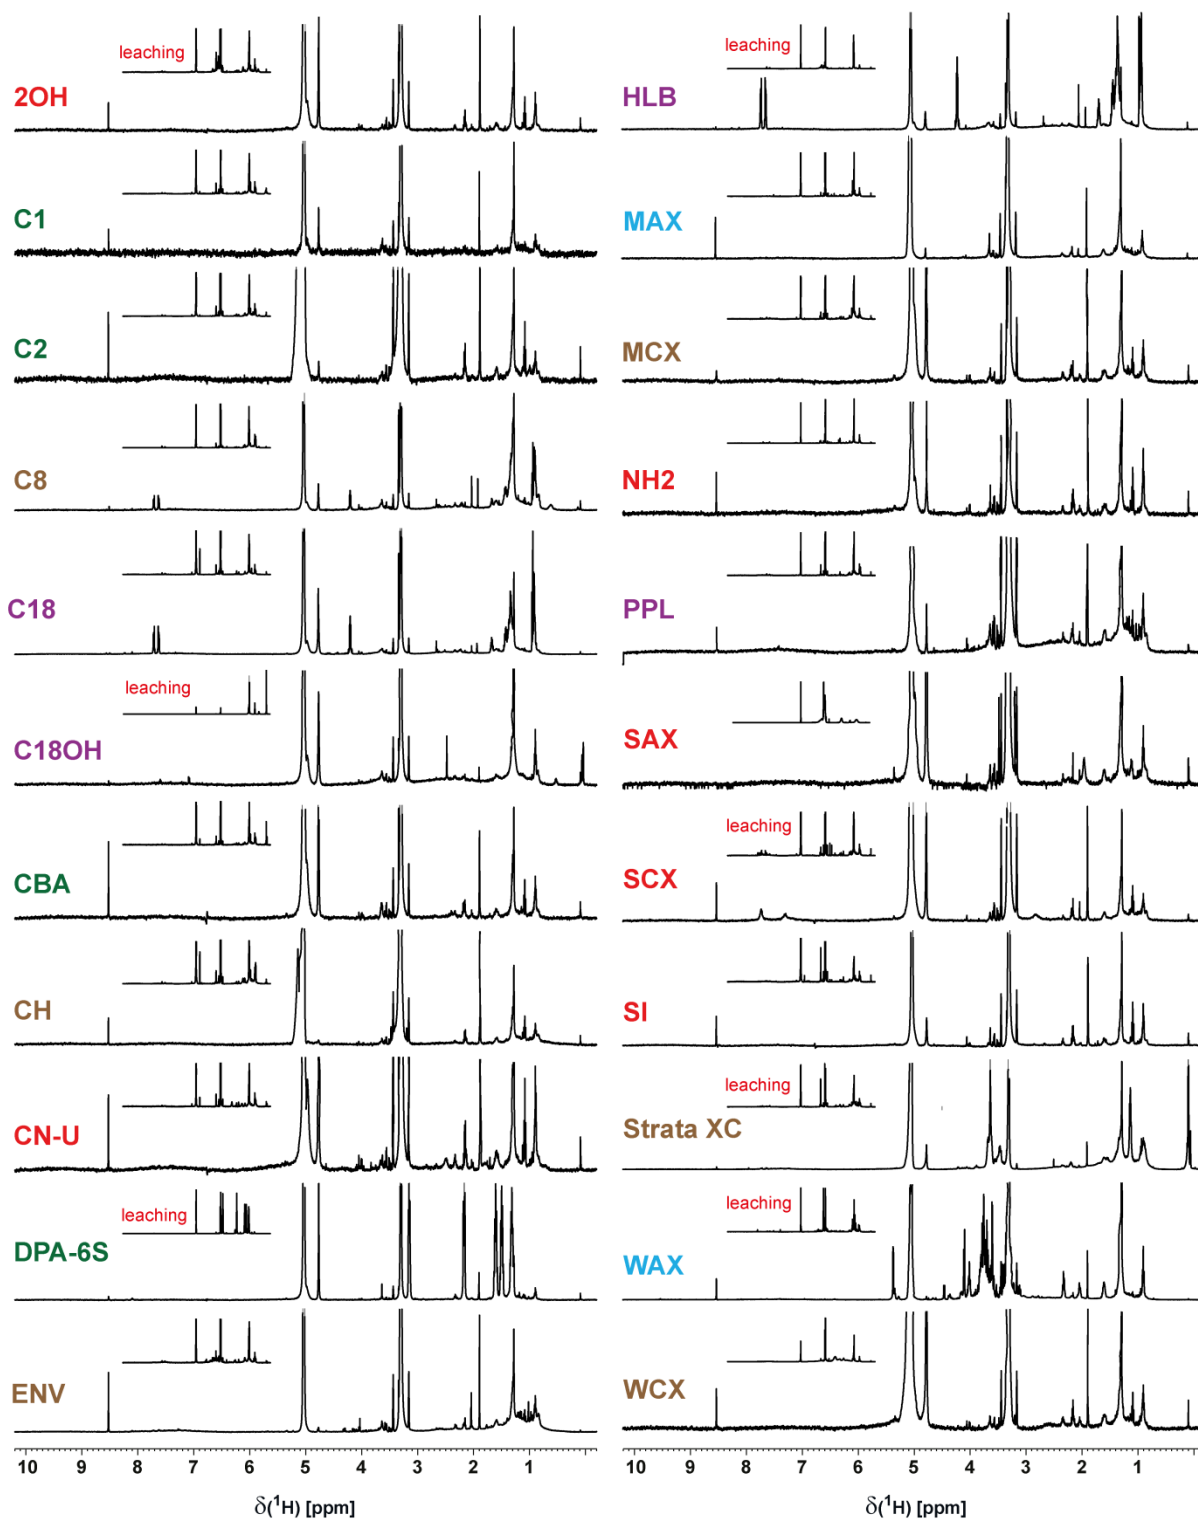 leaching
2OH
C1
C2
C8
C18
leaching
C18OH
CBA
CH
CN-U
leaching
DPA-6S
ENV
10 9 8 7 6 5 4 3 2 1
δ(¹H) [ppm]
leaching
HLB
MAX
MCX
NH2
PPL
SAX
leaching
SCX
SI
leaching
Strata XC
leaching
WAX
WCX
10 9 8 7 6 5 4 3 2 1
δ(¹H) [ppm]